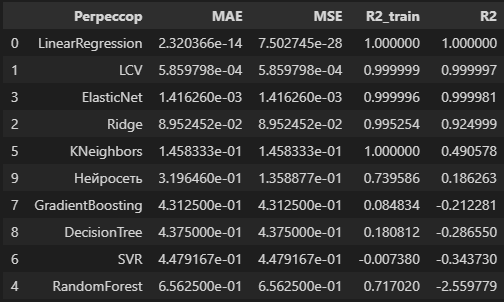 Регрессор MAE MSE R2_train R2
0 LinearRegression 2.320366e-14 7.502745e-28 1.000000 1.000000
1 LCV 5.859798e-04 5.859798e-04 0.999999 0.999997
3 ElasticNet 1.416260e-03 1.416260e-03 0.999996 0.999981
2 Ridge 8.952452e-02 8.952452e-02 0.995254 0.924999
5 KNeighbors 1.458333e-01 1.458333e-01 1.000000 0.490578
9 Нейросеть 3.196460e-01 1.358877e-01 0.739586 0.186263
7 GradientBoosting 4.312500e-01 4.312500e-01 0.084834 -0.212281
8 DecisionTree 4.375000e-01 4.375000e-01 0.180812 -0.286550
6 SVR 4.479167e-01 4.479167e-01 -0.007380 -0.343730
4 RandomForest 6.562500e-01 6.562500e-01 0.717020 -2.559779